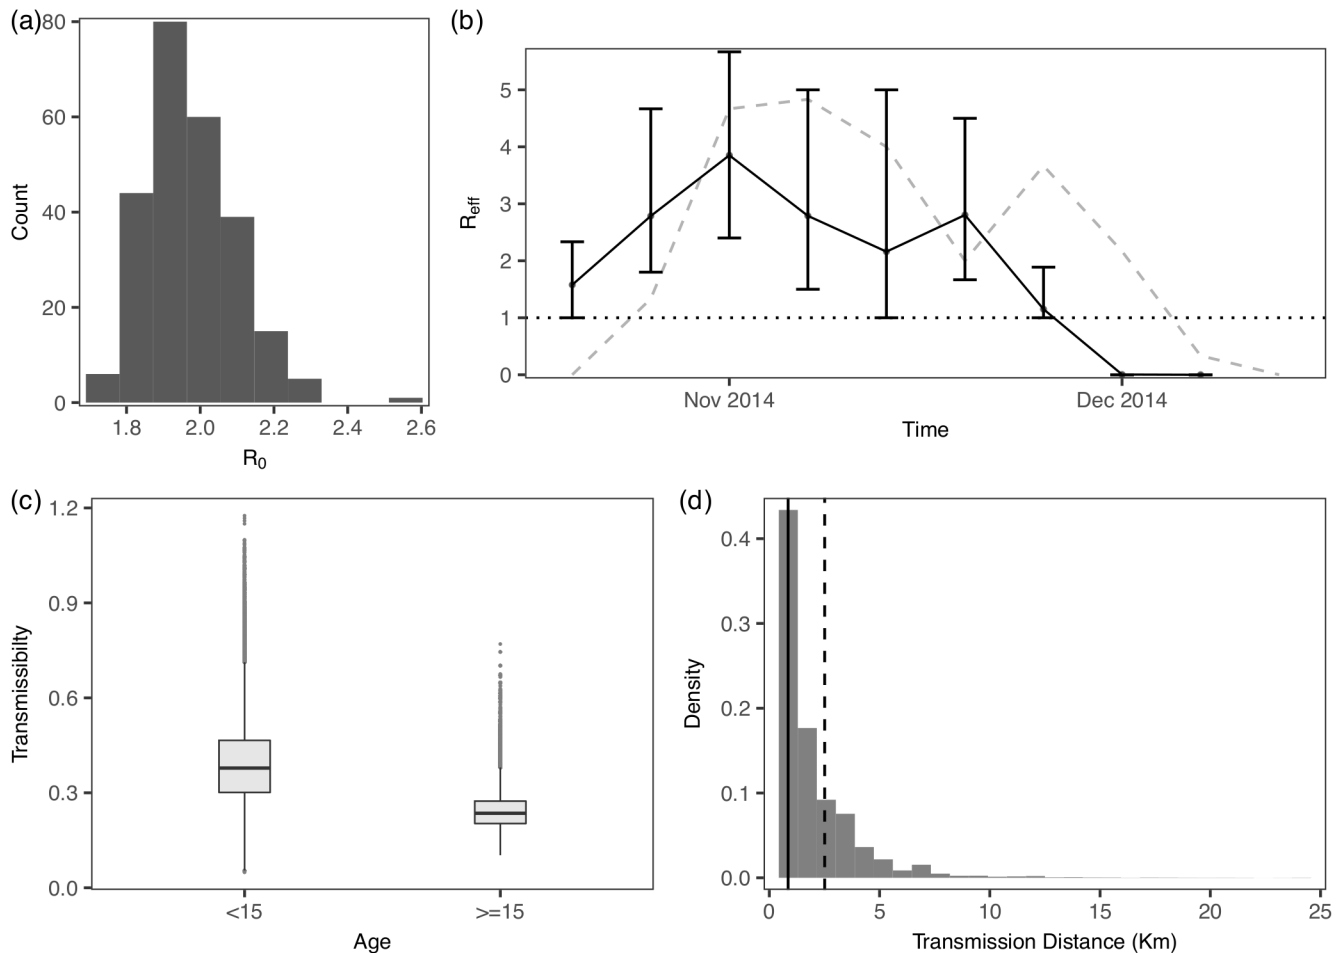 (a)
80
60
40
20
0
Count
1.8 2.0 2.2 2.4 2.6
R0
(b)
5
4
3
2
1
0
Reff
Nov 2014 Dec 2014
Time
(c)
1.2
0.9
0.6
0.3
0.0
Transmissibilty
<15 >=15
Age
(d)
0.4
0.3
0.2
0.1
0.0
Density
0 5 10 15 20 25
Transmission Distance (Km)